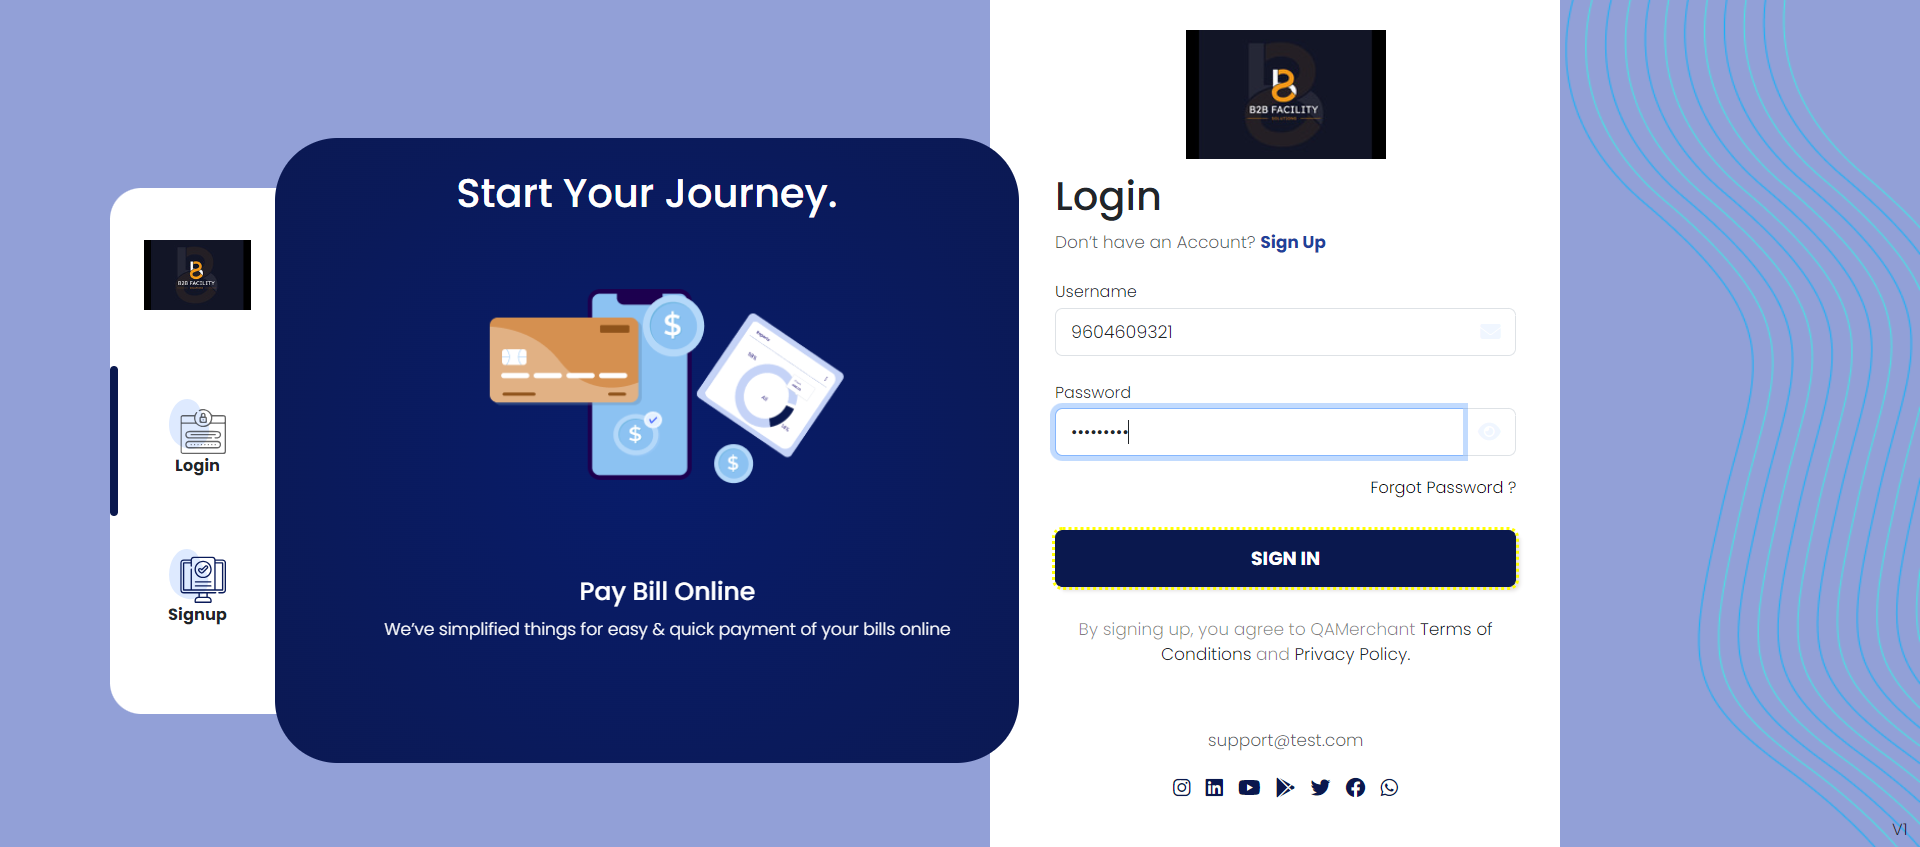 B2B FACILITY
Login
Signup
Start Your Journey.
Pay Bill Online
We've simplified things for easy & quick payment of your bills online
B2B FACILITY
SOLUTIONS
Login
Don't have an Account? Sign Up
Username
9604609321
Password
•••••••••
Forgot Password ?
SIGN IN
By signing up, you agree to QAMerchant Terms of
Conditions and Privacy Policy.
support@test.com
V1